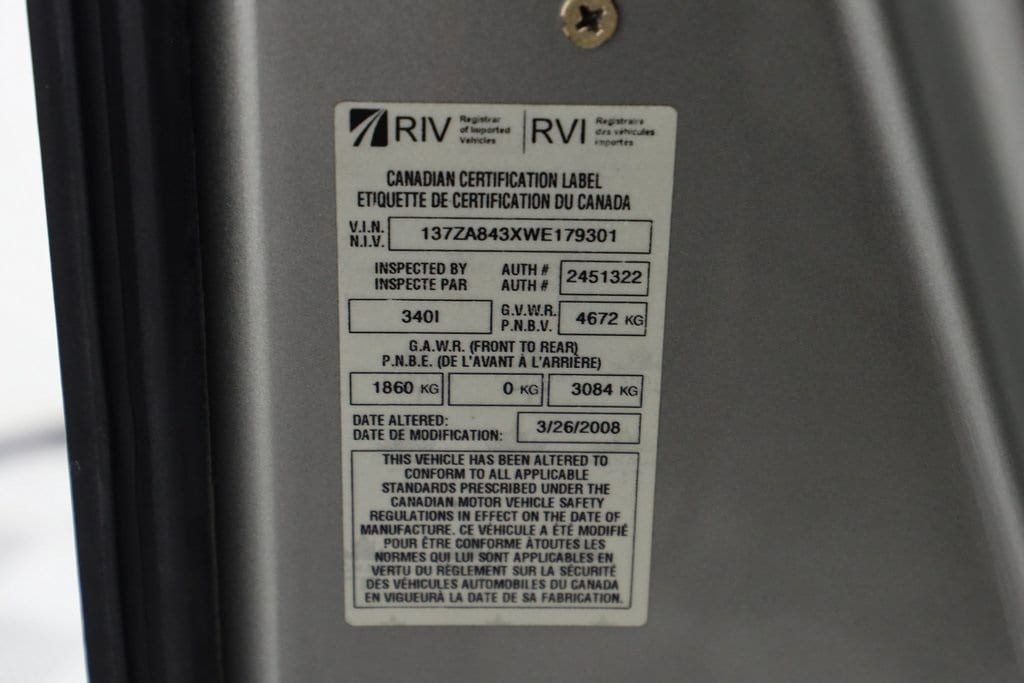 RIV Registrar of Imported Vehicles | RVI Registraire des véhicules importés
CANADIAN CERTIFICATION LABEL
ETIQUETTE DE CERTIFICATION DU CANADA
V.I.N.
N.I.V.
137ZA843XWE179301
INSPECTED BY
INSPECTE PAR
AUTH #
AUTH #
2451322
340I
G.V.W.R.
P.N.B.V.
4672 KG
G.A.W.R. (FRONT TO REAR)
P.N.B.E. (DE L'AVANT À L'ARRIÈRE)
1860 KG 0 KG 3084 KG
DATE ALTERED:
DATE DE MODIFICATION:
3/26/2008
THIS VEHICLE HAS BEEN ALTERED TO
CONFORM TO ALL APPLICABLE
STANDARDS PRESCRIBED UNDER THE
CANADIAN MOTOR VEHICLE SAFETY
REGULATIONS IN EFFECT ON THE DATE OF
MANUFACTURE. CE VÉHICULE A ÉTÉ MODIFIÉ
POUR ÊTRE CONFORME ÀTOUTES LES
NORMES QUI LUI SONT APPLICABLES EN
VERTU DU RÉGLEMENT SUR LA SÉCURITÉ
DES VÉHICULES AUTOMOBILES DU CANADA
EN VIGUEURÀ LA DATE DE SA FABRICATION.